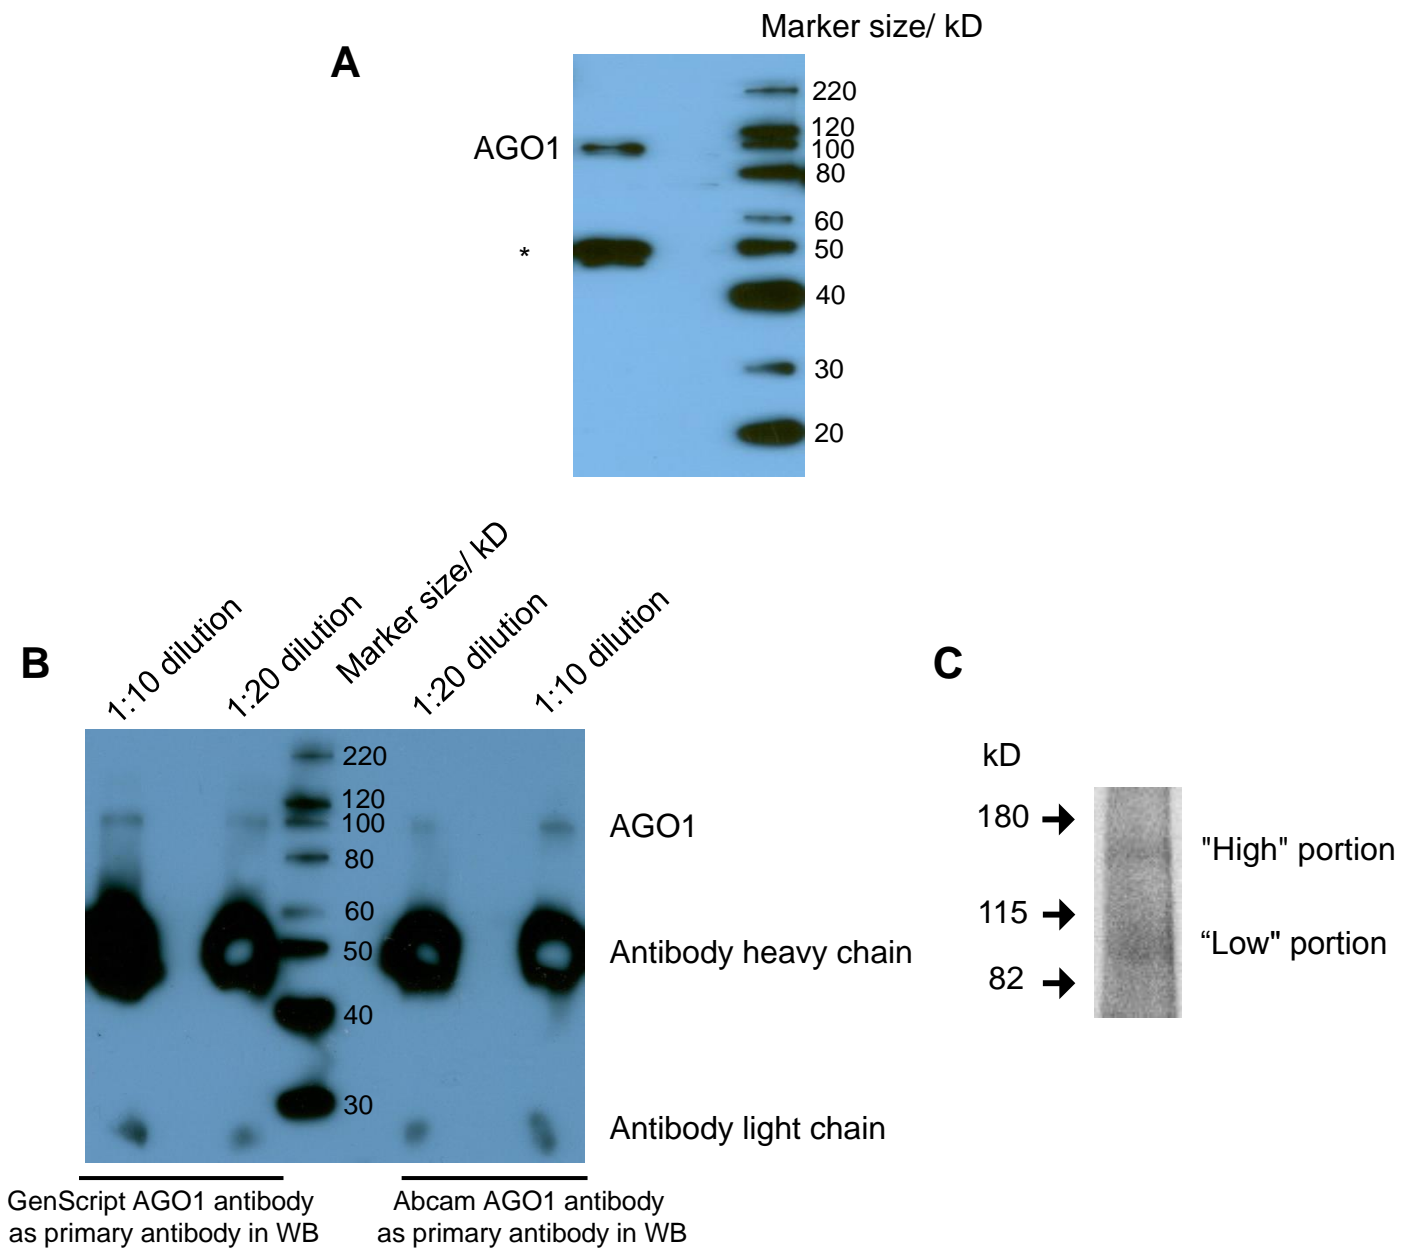 A
Marker size/ kD
AGO1
*
220
120
100
80
60
50
40
30
20
B
1:10 dilution
1:20 dilution
Marker size/ kD
1:20 dilution
1:10 dilution
220
120
100
80
60
50
40
30
AGO1
Antibody heavy chain
Antibody light chain
GenScript AGO1 antibody
as primary antibody in WB
Abcam AGO1 antibody
as primary antibody in WB
C
kD
180
115
82
"High" portion
“Low" portion